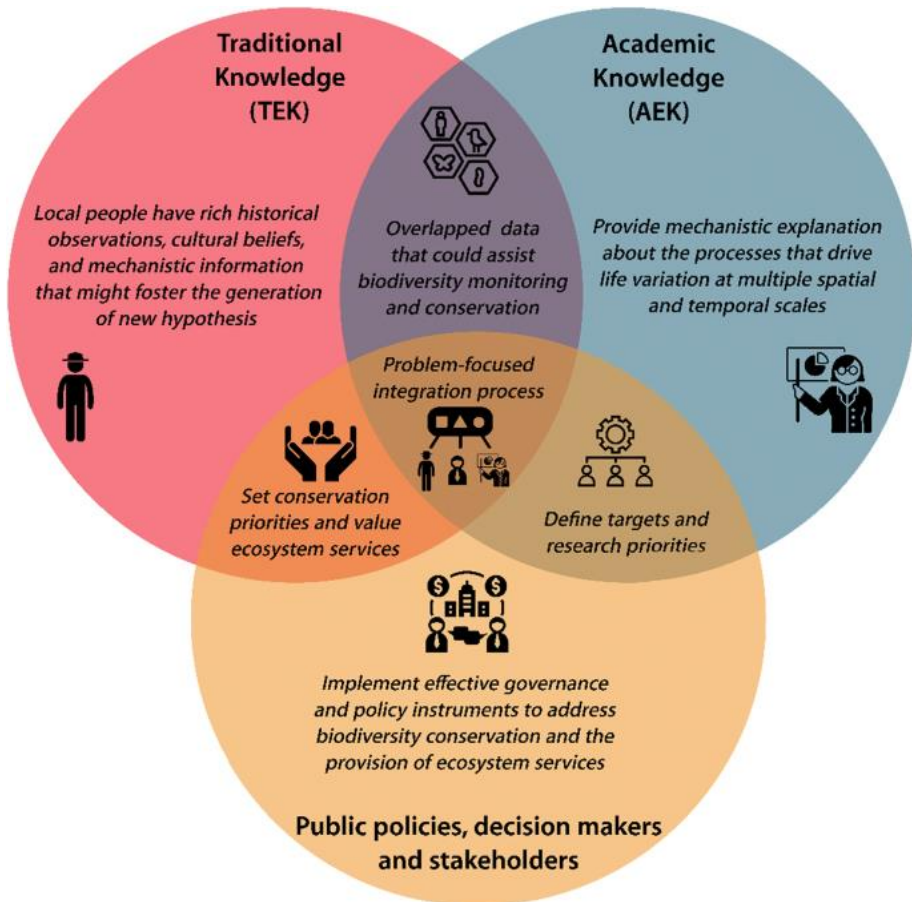 Traditional
Knowledge
(TEK)
Academic
Knowledge
(AEK)
Local people have rich historical
observations, cultural beliefs,
and mechanistic information
that might foster the generation
of new hypothesis
Overlapped data
that could assist
biodiversity monitoring
and conservation
Provide mechanistic explanation
about the processes that drive
life variation at multiple spatial
and temporal scales
Problem-focused
integration process
Set conservation
priorities and value
ecosystem services
Define targets and
research priorities
$ $
Implement effective governance
and policy instruments to address
biodiversity conservation and the
provision of ecosystem services
Public policies, decision makers
and stakeholders